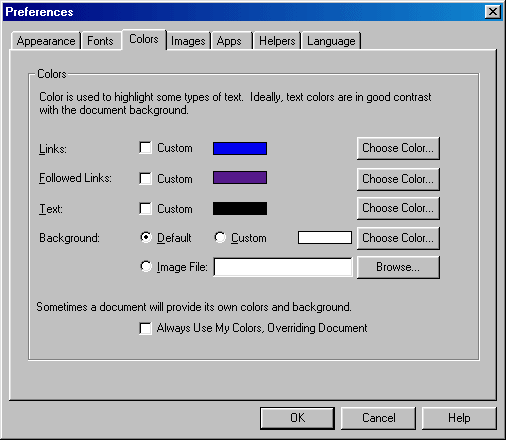 Preferences
Appearance Fonts Colors Images Apps Helpers Language
Colors
Color is used to highlight some types of text. Ideally, text colors are in good contrast
with the document background.
Links: Custom Choose Color...
Followed Links: Custom Choose Color...
Text: Custom Choose Color...
Background: Default Custom Choose Color...
Image File: Browse...
Sometimes a document will provide its own colors and background.
Always Use My Colors, Overriding Document
OK Cancel Help